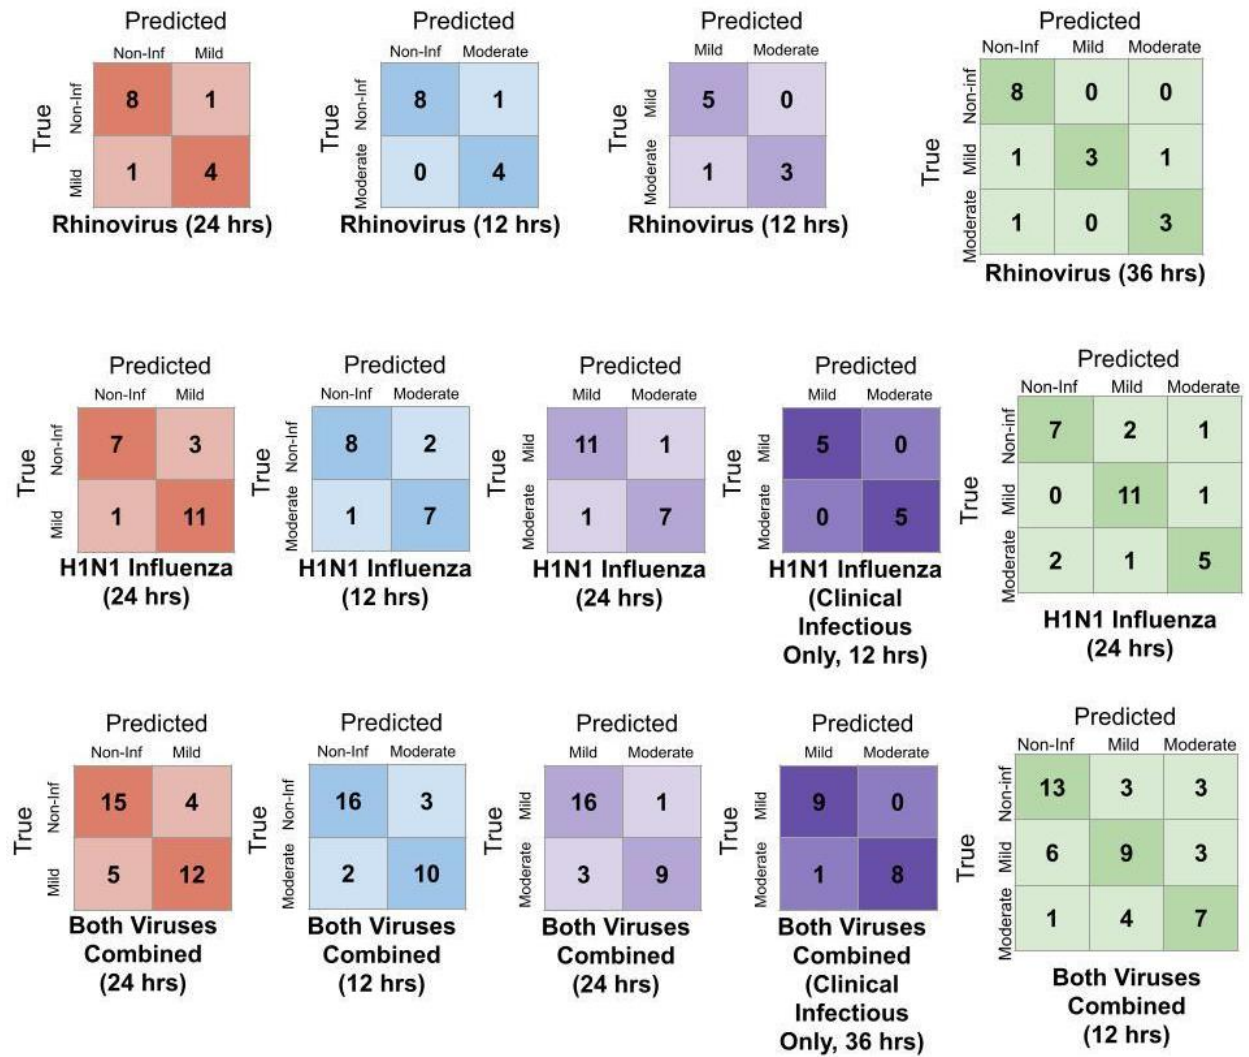 Predicted
Non-Inf Mild
True
Non-Inf
8 1
Mild
1 4
Rhinovirus (24 hrs)
Predicted
Non-Inf Moderate
True
Non-Inf
8 1
Moderate
0 4
Rhinovirus (12 hrs)
Predicted
Mild Moderate
True
Mild
5 0
Moderate
1 3
Rhinovirus (12 hrs)
Predicted
Non-Inf Mild Moderate
True
Non-inf
8 0 0
Mild
1 3 1
Moderate
1 0 3
Rhinovirus (36 hrs)
Predicted
Non-Inf Mild
True
Non-Inf
7 3
Mild
1 11
H1N1 Influenza
(24 hrs)
Predicted
Non-Inf Moderate
True
Non-Inf
8 2
Moderate
1 7
H1N1 Influenza
(12 hrs)
Predicted
Mild Moderate
True
Mild
11 1
Moderate
1 7
H1N1 Influenza
(24 hrs)
Predicted
Mild Moderate
True
Mild
5 0
Moderate
0 5
H1N1 Influenza
(Clinical
Infectious
Only, 12 hrs)
Predicted
Non-Inf Mild Moderate
True
Non-inf
7 2 1
Mild
0 11 1
Moderate
2 1 5
H1N1 Influenza
(24 hrs)
Predicted
Non-Inf Mild
True
Non-Inf
15 4
Mild
5 12
Both Viruses
Combined
(24 hrs)
Predicted
Non-Inf Moderate
True
Non-Inf
16 3
Moderate
2 10
Both Viruses
Combined
(12 hrs)
Predicted
Mild Moderate
True
Mild
16 1
Moderate
3 9
Both Viruses
Combined
(24 hrs)
Predicted
Mild Moderate
True
Mild
9 0
Moderate
1 8
Both Viruses
Combined
(Clinical
Infectious
Only, 36 hrs)
Predicted
Non-Inf Mild Moderate
True
Non-inf
13 3 3
Mild
6 9 3
Moderate
1 4 7
Both Viruses
Combined
(12 hrs)